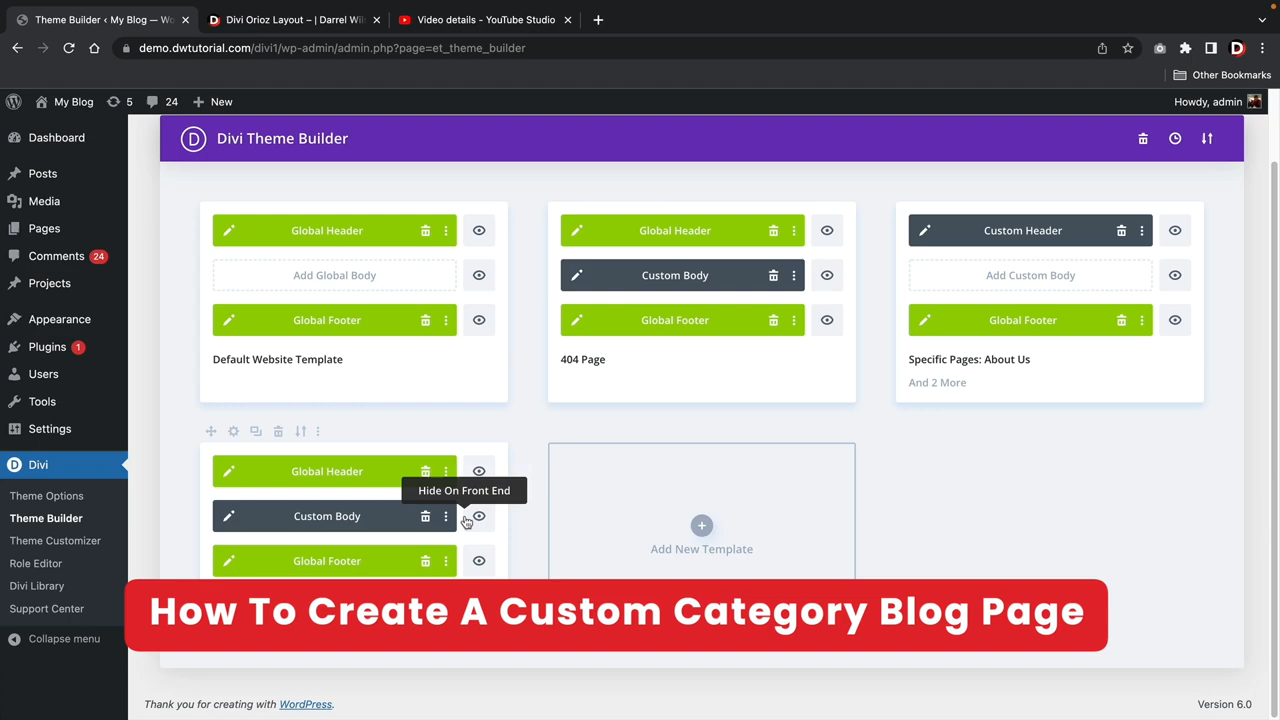 Theme Builder ‹ My Blog — Wo
Divi Orioz Layout – | Darrel Wil
Video details - YouTube Studio
demo.dwtutorial.com/divi1/wp-admin/admin.php?page=et_theme_builder
Other Bookmarks
My Blog 5 24 New
Howdy, admin
Dashboard
Posts
Media
Pages
Comments 24
Projects
Appearance
Plugins 1
Users
Tools
Settings
Divi
Theme Options
Theme Builder
Theme Customizer
Role Editor
Divi Library
Support Center
Collapse menu
D Divi Theme Builder
Global Header
Add Global Body
Global Footer
Default Website Template
Global Header
Custom Body
Global Footer
404 Page
Custom Header
Add Custom Body
Global Footer
Specific Pages: About Us
And 2 More
Global Header
Hide On Front End
Custom Body
Global Footer
Add New Template
How To Create A Custom Category Blog Page
Thank you for creating with WordPress.
Version 6.0